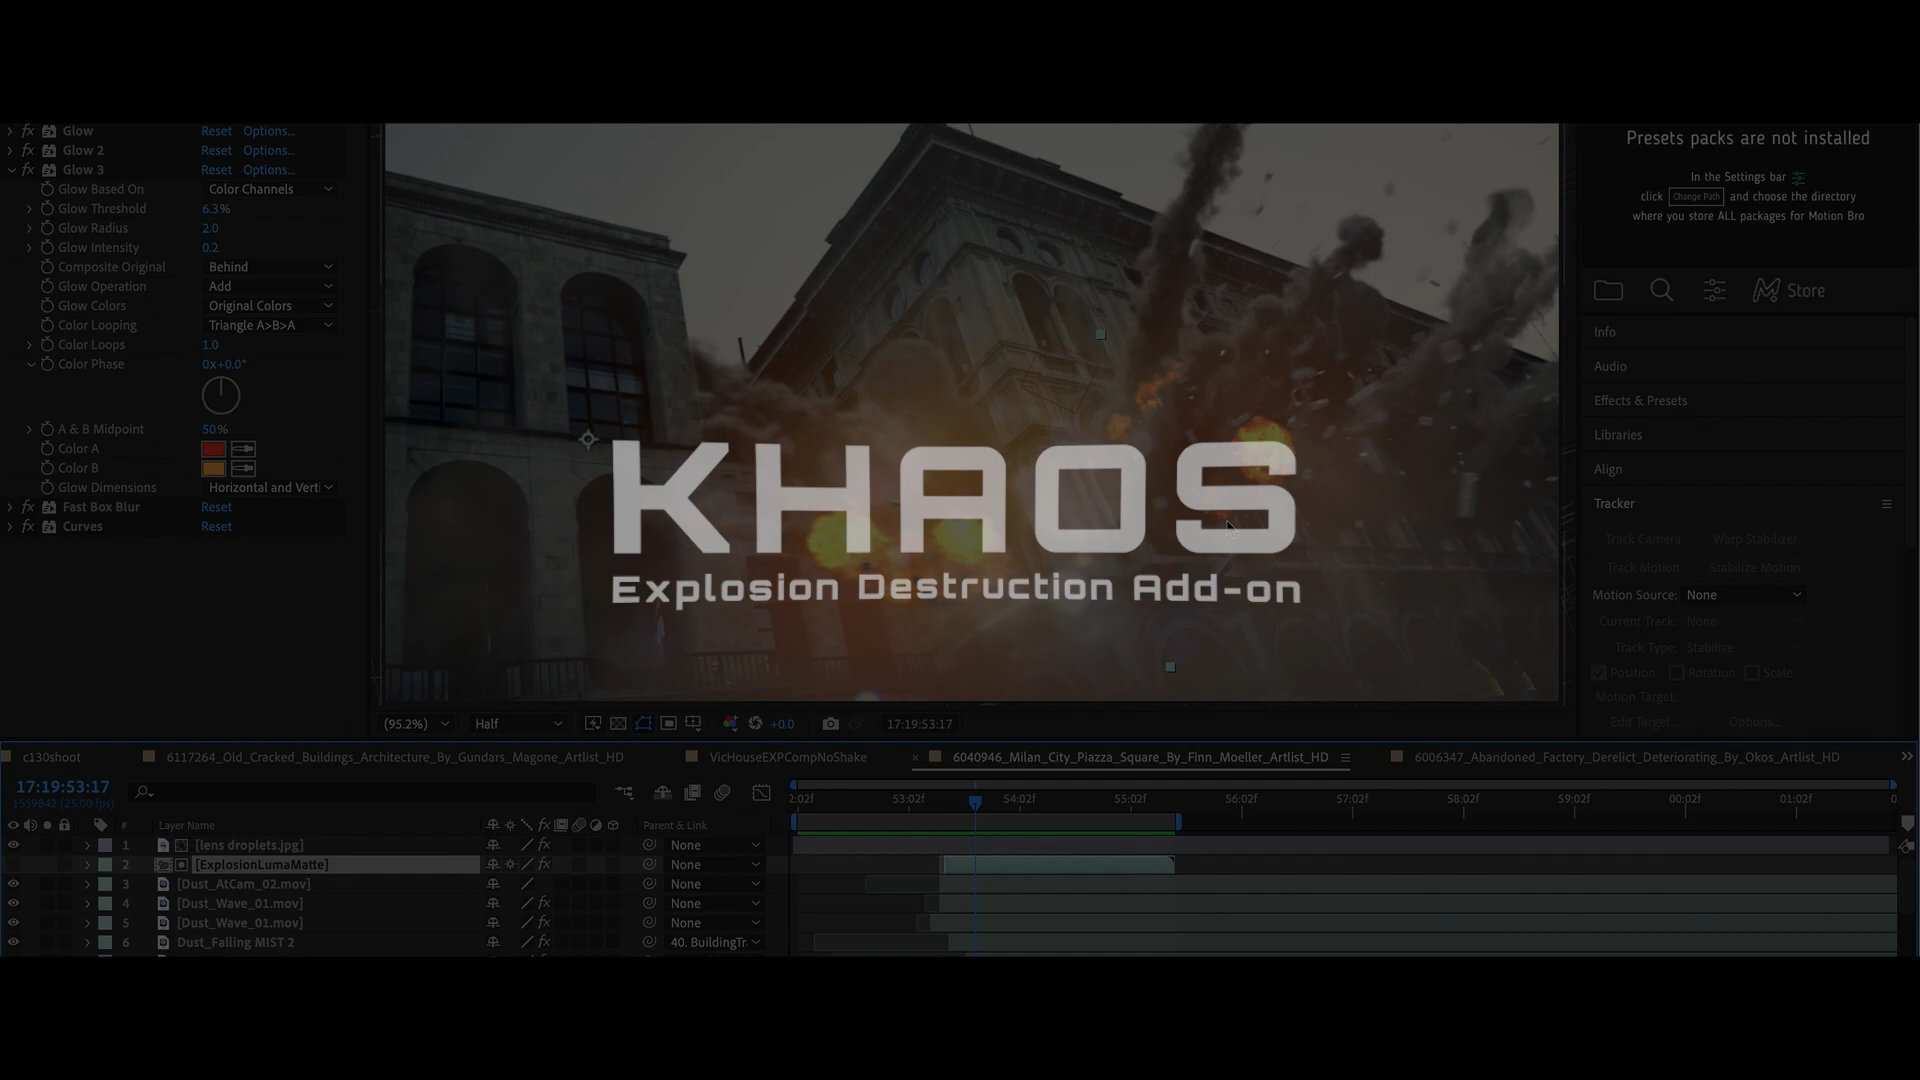 Glow Reset Options...
Glow 2 Reset Options...
Glow 3 Reset Options...
Glow Based On Color Channels
Glow Threshold 6.3%
Glow Radius 2.0
Glow Intensity 0.2
Composite Original Behind
Glow Operation Add
Glow Colors Original Colors
Color Looping Triangle A>B>A
Color Loops 1.0
Color Phase 0x+0.0°
A & B Midpoint 50%
Color A
Color B
Glow Dimensions Horizontal and Verti
Fast Box Blur Reset
Curves Reset
KHAOS
Explosion Destruction Add-on
(95.2%) Half +0.0 17:19:53:17
Presets packs are not installed
In the Settings bar
click Change Path and choose the directory
where you store ALL packages for Motion Bro
Store
Info
Audio
Effects & Presets
Libraries
Align
Tracker
Track Camera Warp Stabilizer
Track Motion Stabilize Motion
Motion Source: None
Current Track: None
Track Type: Stabilize
Position Rotation Scale
Motion Target:
Edit Target... Options...
c130shoot 6117264_Old_Cracked_Buildings_Architecture_By_Gundars_Magone_Artlist_HD VicHouseEXPCompNoShake × 6040946_Milan_City_Piazza_Square_By_Finn_Moeller_Artlist_HD 6006347_Abandoned_Factory_Derelict_Deteriorating_By_Okos_Artlist_HD
17:19:53:17
1559842 (25.00 fps)
2:02f 53:02f 54:02f 55:02f 56:02f 57:02f 58:02f 59:02f 00:02f 01:02f 0
# Layer Name Parent & Link
1 [lens droplets.jpg] None
2 [ExplosionLumaMatte] None
3 [Dust_AtCam_02.mov] None
4 [Dust_Wave_01.mov] None
5 [Dust_Wave_01.mov] None
6 Dust_Falling MIST 2 40. BuildingTr